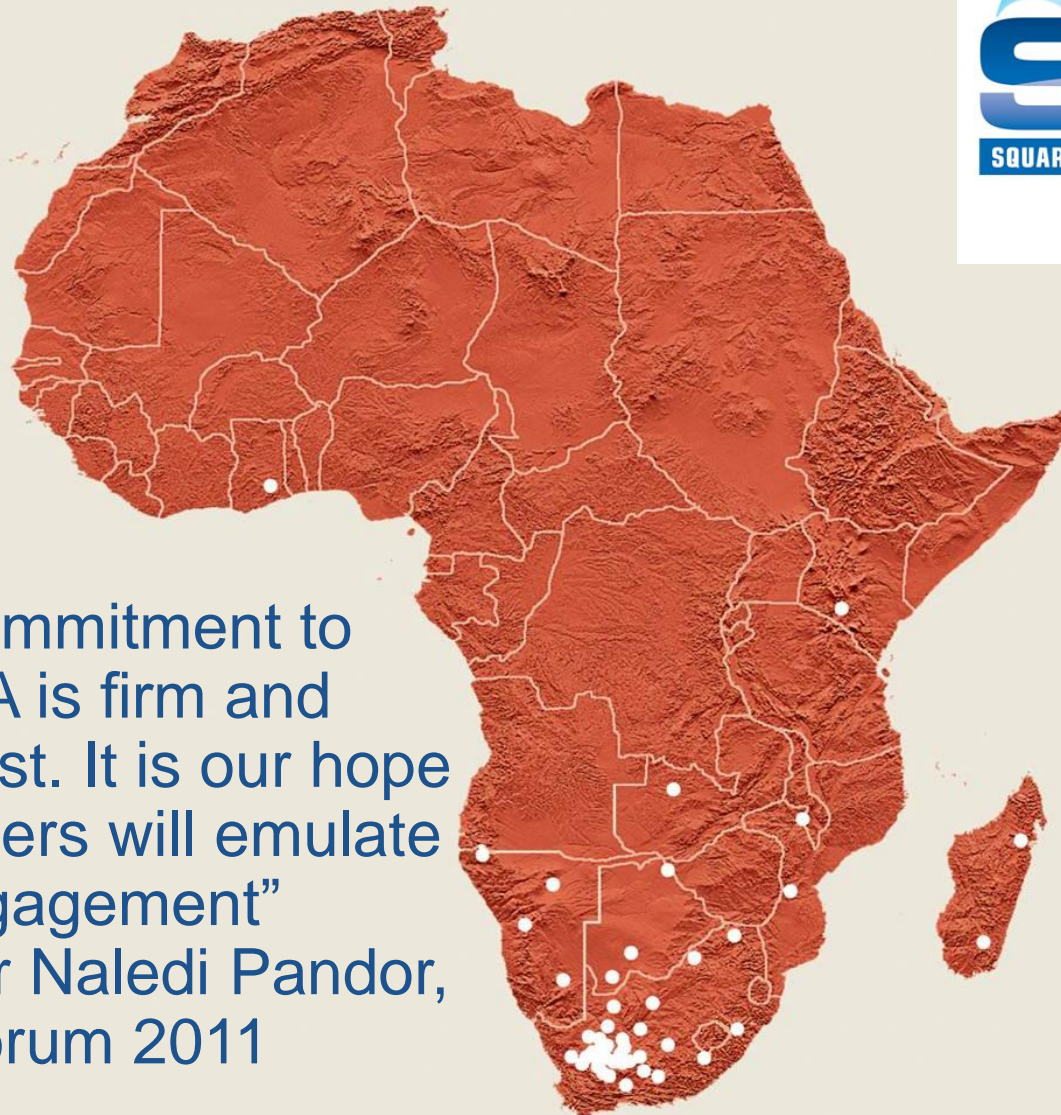 SQUAR
mmitment to
A is firm and
st. It is our hope
ers will emulate
gagement”
r Naledi Pandor,
orum 2011